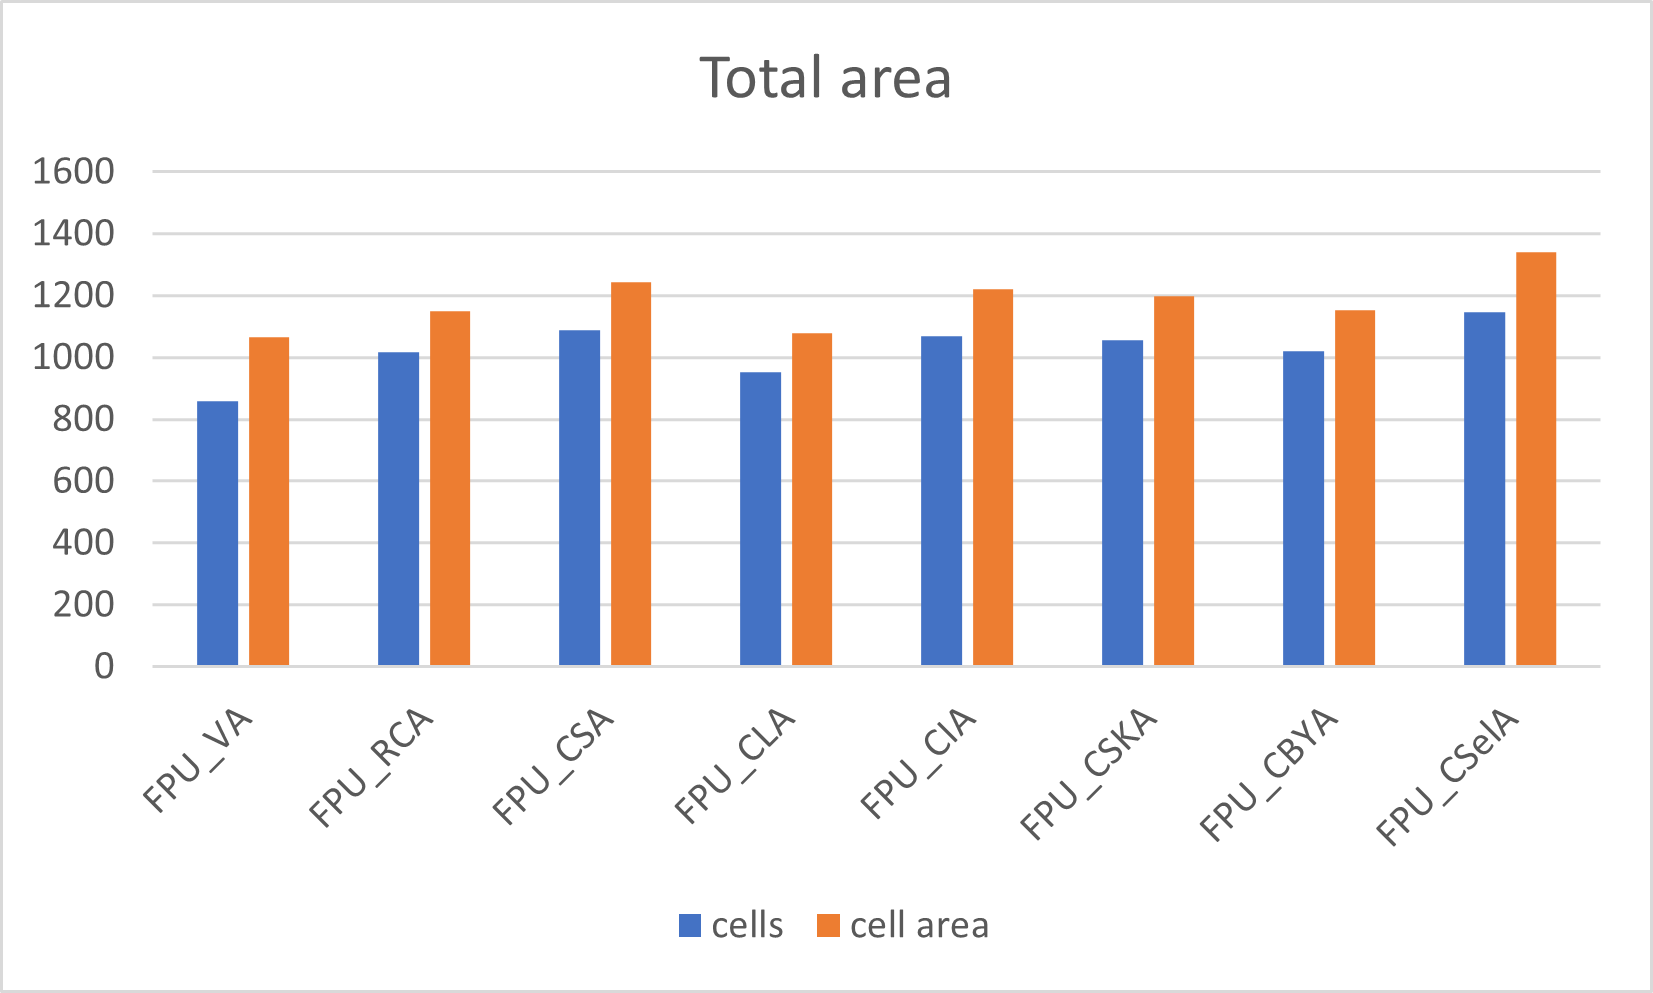 Total area
1600
1400
1200
1000
800
600
400
200
0
FPU_VA
FPU_RCA
FPU_CSA
FPU_CLA
FPU_CIA
FPU_CSKA
FPU_CBYA
FPU_CSelA
cells
cell area